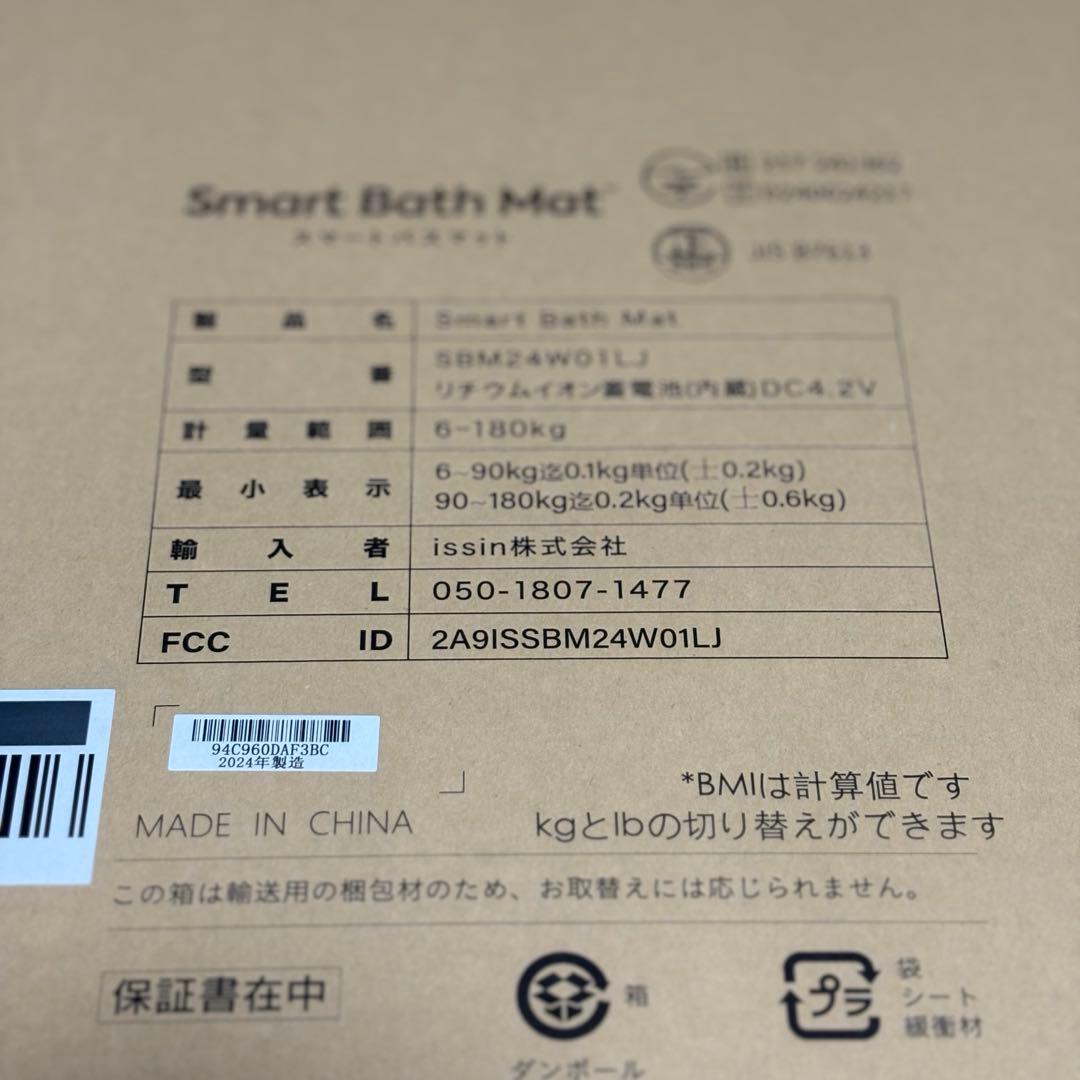 Smart Bath Mat
スマートバスマット
製品名 Smart Bath Mat
型番 SBM24W01LJ
リチウムイオン蓄電池(内蔵)DC4.2V
計量範囲 6-180kg
最小表示 6~90kg迄0.1kg単位(±0.2kg)
90~180kg迄0.2kg単位(±0.6kg)
輸入者 issin株式会社
TEL 050-1807-1477
FCC ID 2A9ISSBM24W01LJ
94C960DAF3BC
2024年製造
*BMIは計算値です
MADE IN CHINA
kgとlbの切り替えができます
この箱は輸送用の梱包材のため、お取替えには応じられません。
保証書在中
箱
ダンボール
プラ
袋
シート
緩衝材